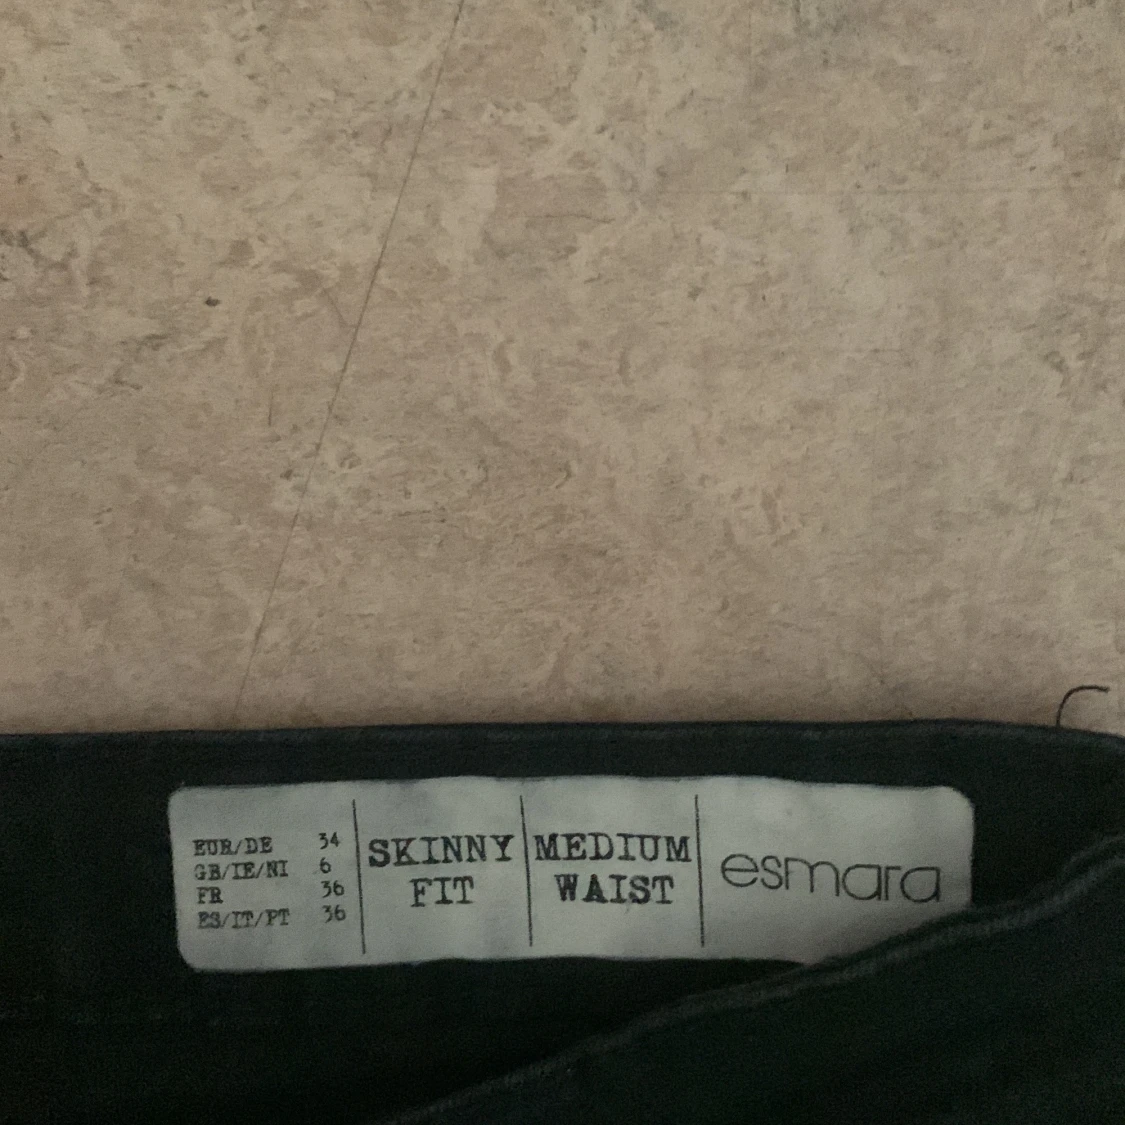 EUR/DE 34
GB/IE/NI 6
FR 36
ES/IT/PT 36
SKINNY
FIT
MEDIUM
WAIST
esmara